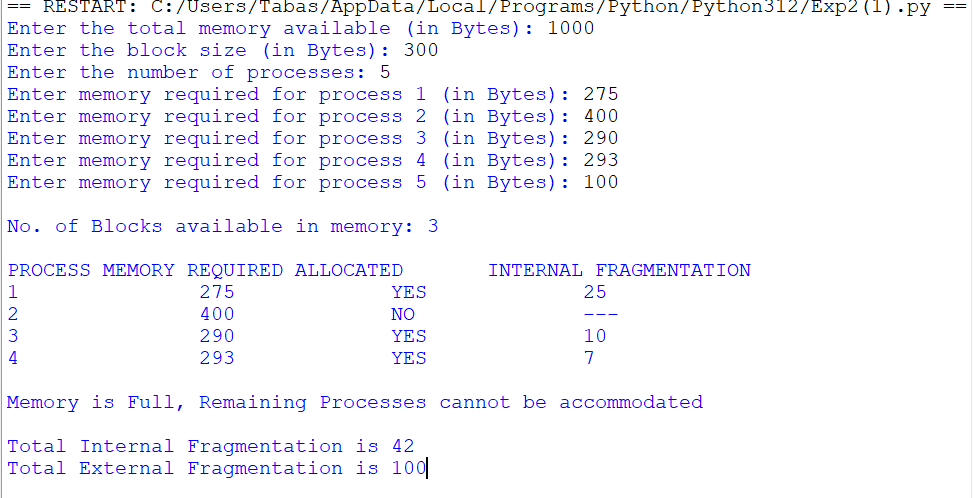 == RESTART: C:/Users/Tabas/AppData/Local/Programs/Python/Python312/Exp2(1).py ==
Enter the total memory available (in Bytes): 1000
Enter the block size (in Bytes): 300
Enter the number of processes: 5
Enter memory required for process 1 (in Bytes): 275
Enter memory required for process 2 (in Bytes): 400
Enter memory required for process 3 (in Bytes): 290
Enter memory required for process 4 (in Bytes): 293
Enter memory required for process 5 (in Bytes): 100
No. of Blocks available in memory: 3
PROCESS MEMORY REQUIRED ALLOCATED       INTERNAL FRAGMENTATION
1               275             YES             25
2               400             NO              ---
3               290             YES             10
4               293             YES             7
Memory is Full, Remaining Processes cannot be accommodated
Total Internal Fragmentation is 42
Total External Fragmentation is 100